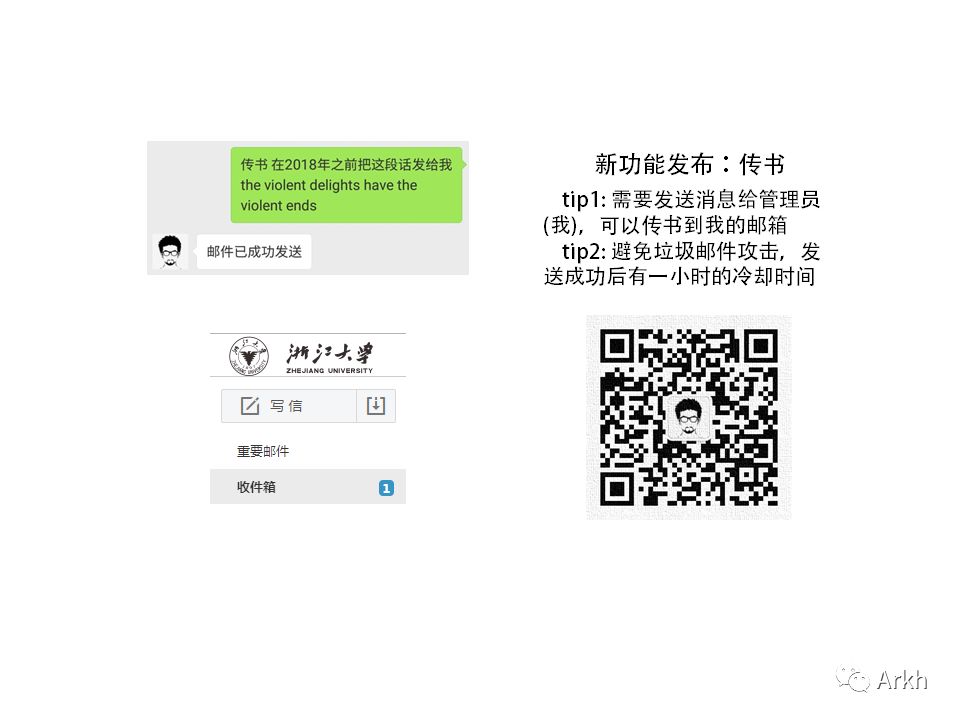 传书 在2018年之前把这段话发给我
the violent delights have the
violent ends
邮件已成功发送
浙江大学
ZHEJIANG UNIVERSITY
写 信
重要邮件
收件箱
1
新功能发布：传书
tip1: 需要发送消息给管理员
(我)，可以传书到我的邮箱
tip2: 避免垃圾邮件攻击，发
送成功后有一小时的冷却时间
Arkh